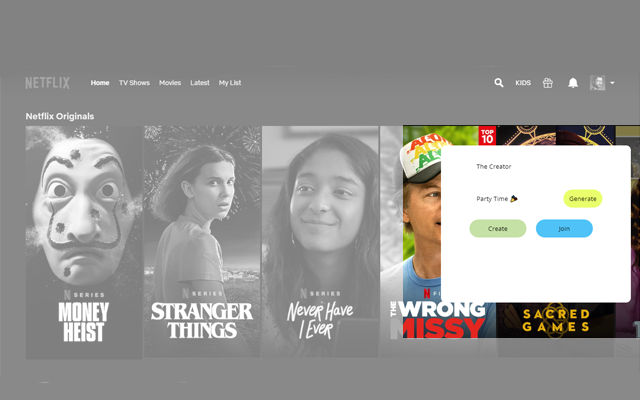 NETFLIX
Home TV Shows Movies Latest My List KIDS
Netflix Originals
TOP
10
The Creator
Party Time
Generate
Create
Join
N SERIES
MONEY
HEIST
N SERIES
STRANGER
THINGS
N SERIES
Never Have
I Ever
THE WRONG
MISSY
SACRED
GAMES